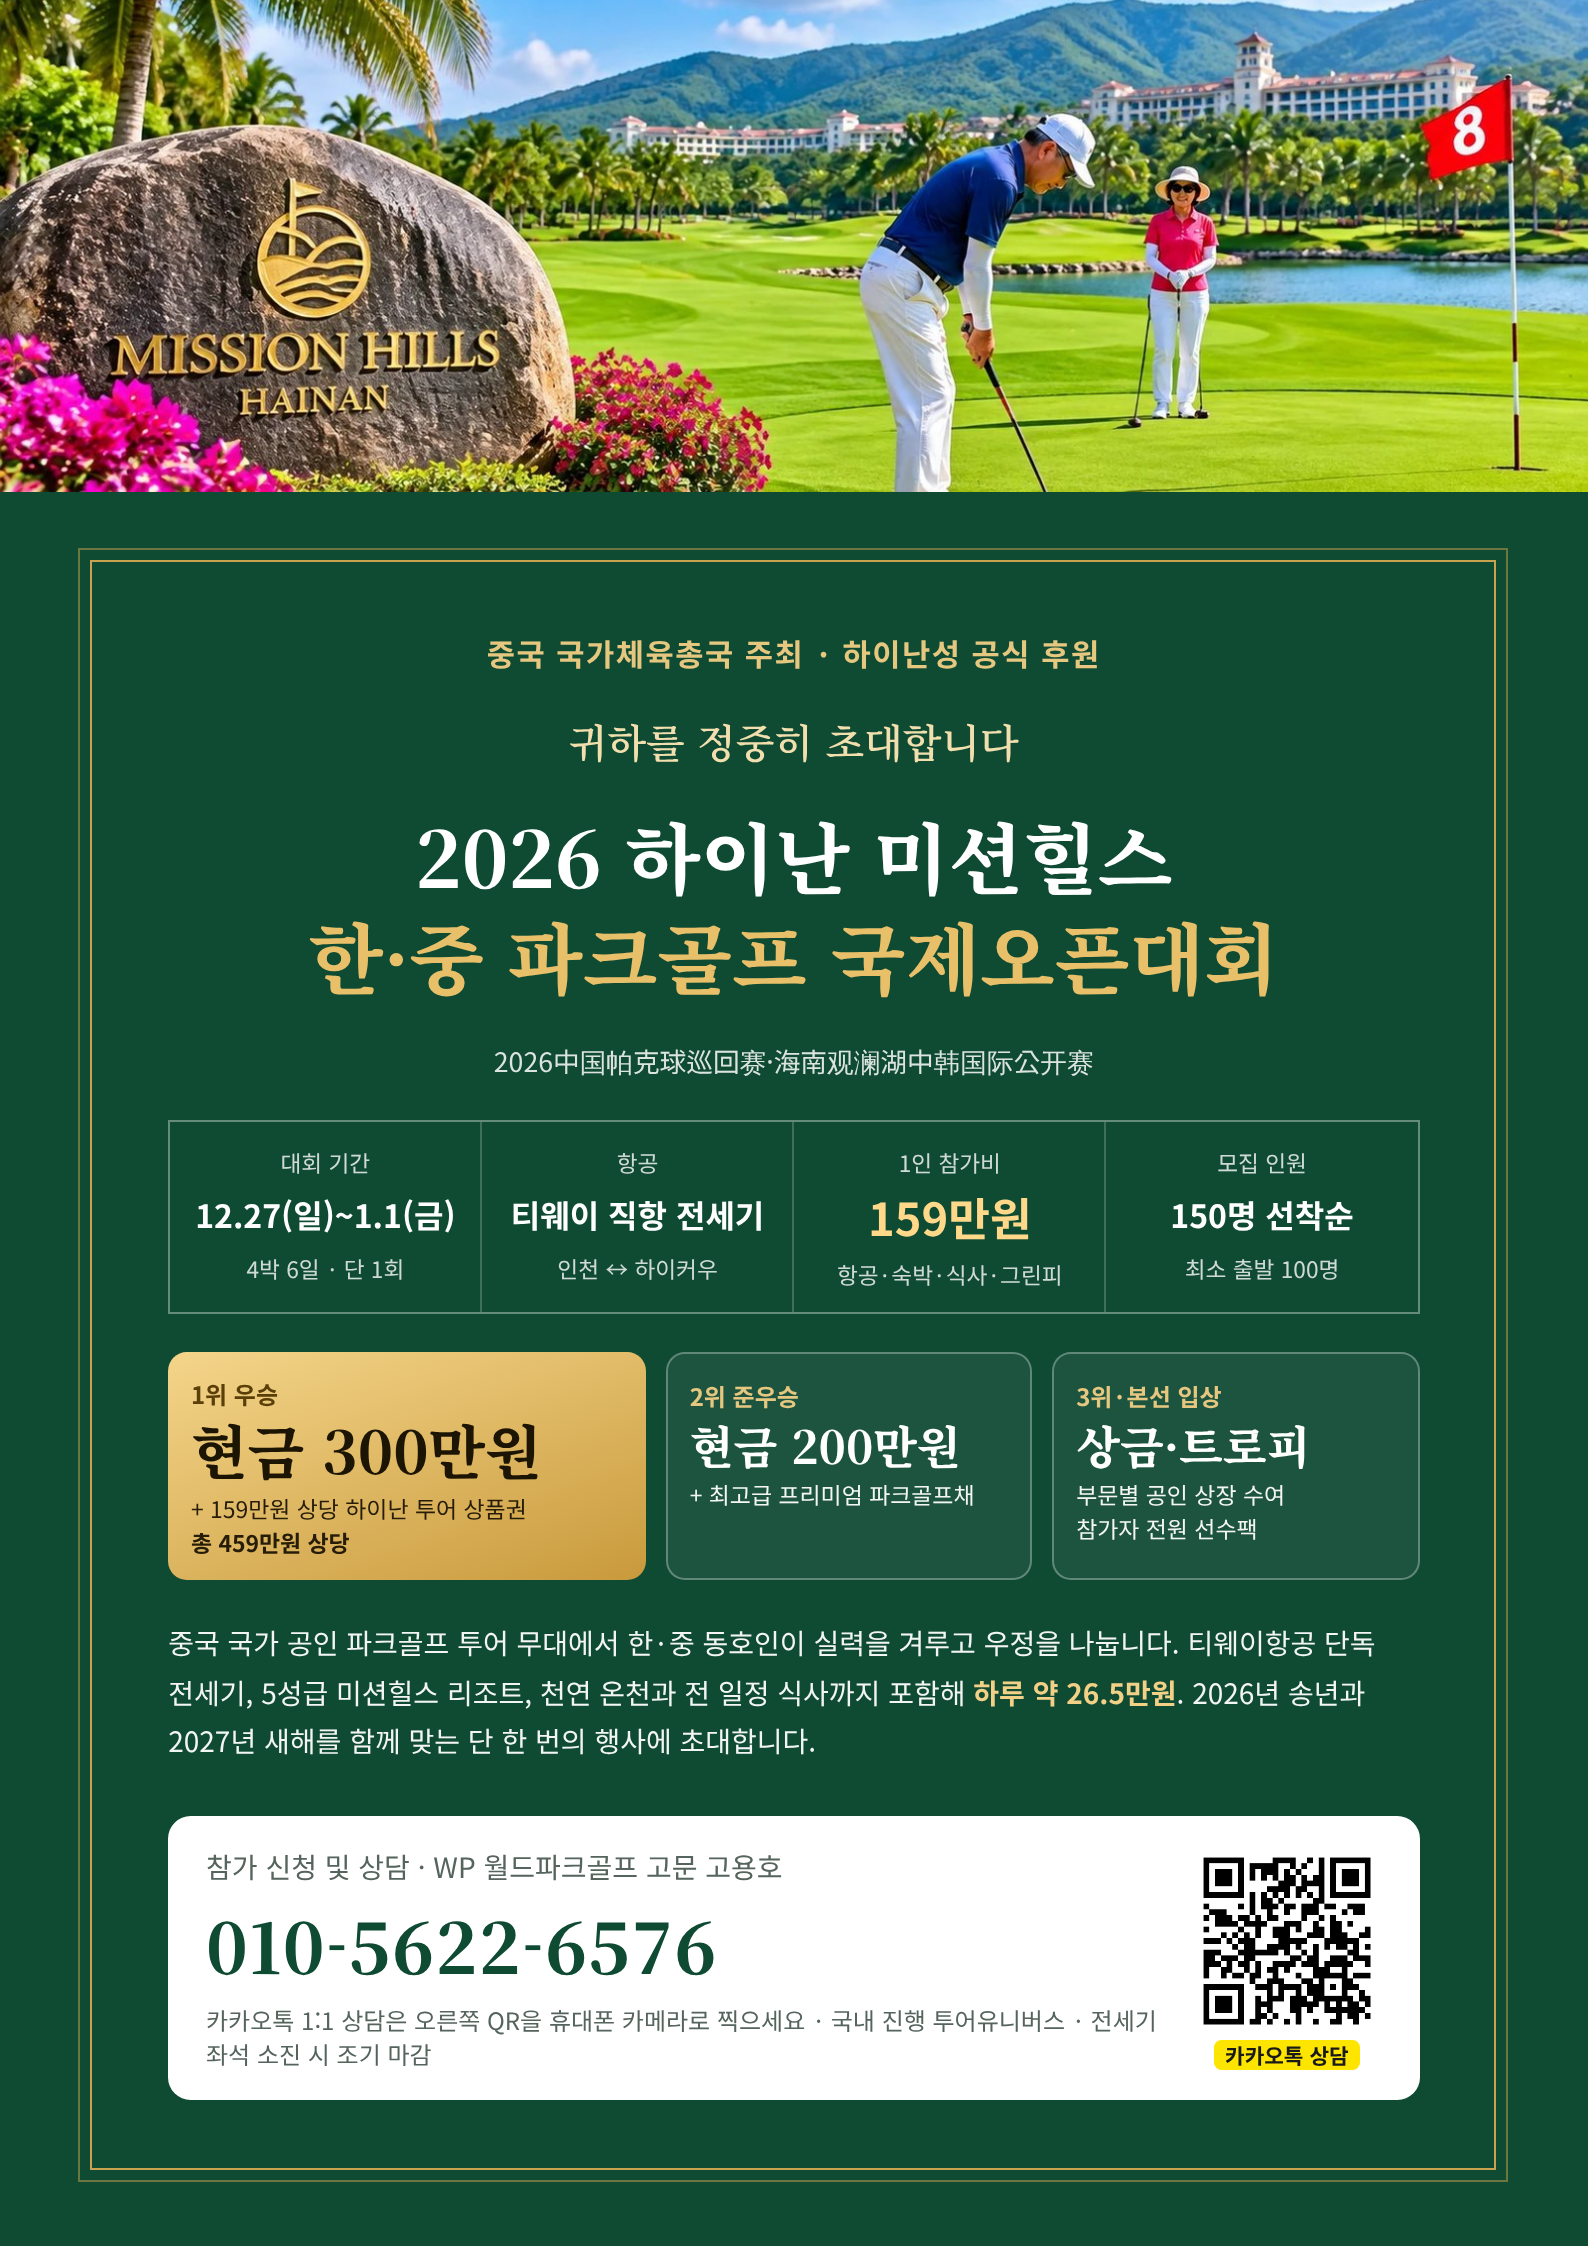 MISSION HILLS
HAINAN
8
중국 국가체육총국 주최 · 하이난성 공식 후원
귀하를 정중히 초대합니다
2026 하이난 미션힐스
한·중 파크골프 국제오픈대회
2026中国帕克球巡回赛·海南观澜湖中韩国际公开赛
대회 기간
12.27(일)~1.1(금)
4박 6일 · 단 1회
항공
티웨이 직항 전세기
인천 ↔ 하이커우
1인 참가비
159만원
항공·숙박·식사·그린피
모집 인원
150명 선착순
최소 출발 100명
1위 우승
현금 300만원
+ 159만원 상당 하이난 투어 상품권
총 459만원 상당
2위 준우승
현금 200만원
+ 최고급 프리미엄 파크골프채
3위·본선 입상
상금·트로피
부문별 공인 상장 수여
참가자 전원 선수팩
중국 국가 공인 파크골프 투어 무대에서 한·중 동호인이 실력을 겨루고 우정을 나눕니다. 티웨이항공 단독
전세기, 5성급 미션힐스 리조트, 천연 온천과 전 일정 식사까지 포함해 하루 약 26.5만원. 2026년 송년과
2027년 새해를 함께 맞는 단 한 번의 행사에 초대합니다.
참가 신청 및 상담 · WP 월드파크골프 고문 고용호
010-5622-6576
카카오톡 1:1 상담은 오른쪽 QR을 휴대폰 카메라로 찍으세요 · 국내 진행 투어유니버스 · 전세기
좌석 소진 시 조기 마감
카카오톡 상담